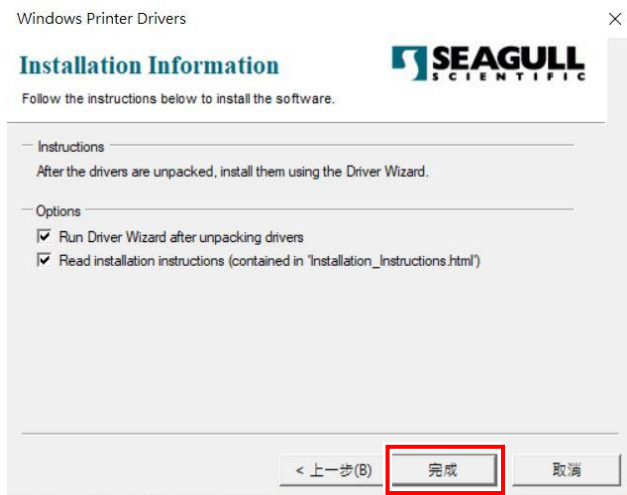 Windows Printer Drivers
Installation Information
SEAGULL
SCIENTIFIC
Follow the instructions below to install the software.
Instructions
After the drivers are unpacked, install them using the Driver Wizard.
Options
Run Driver Wizard after unpacking drivers
Read installation instructions (contained in 'Installation_Instructions.html')
< 上一步(B)
完成
取消